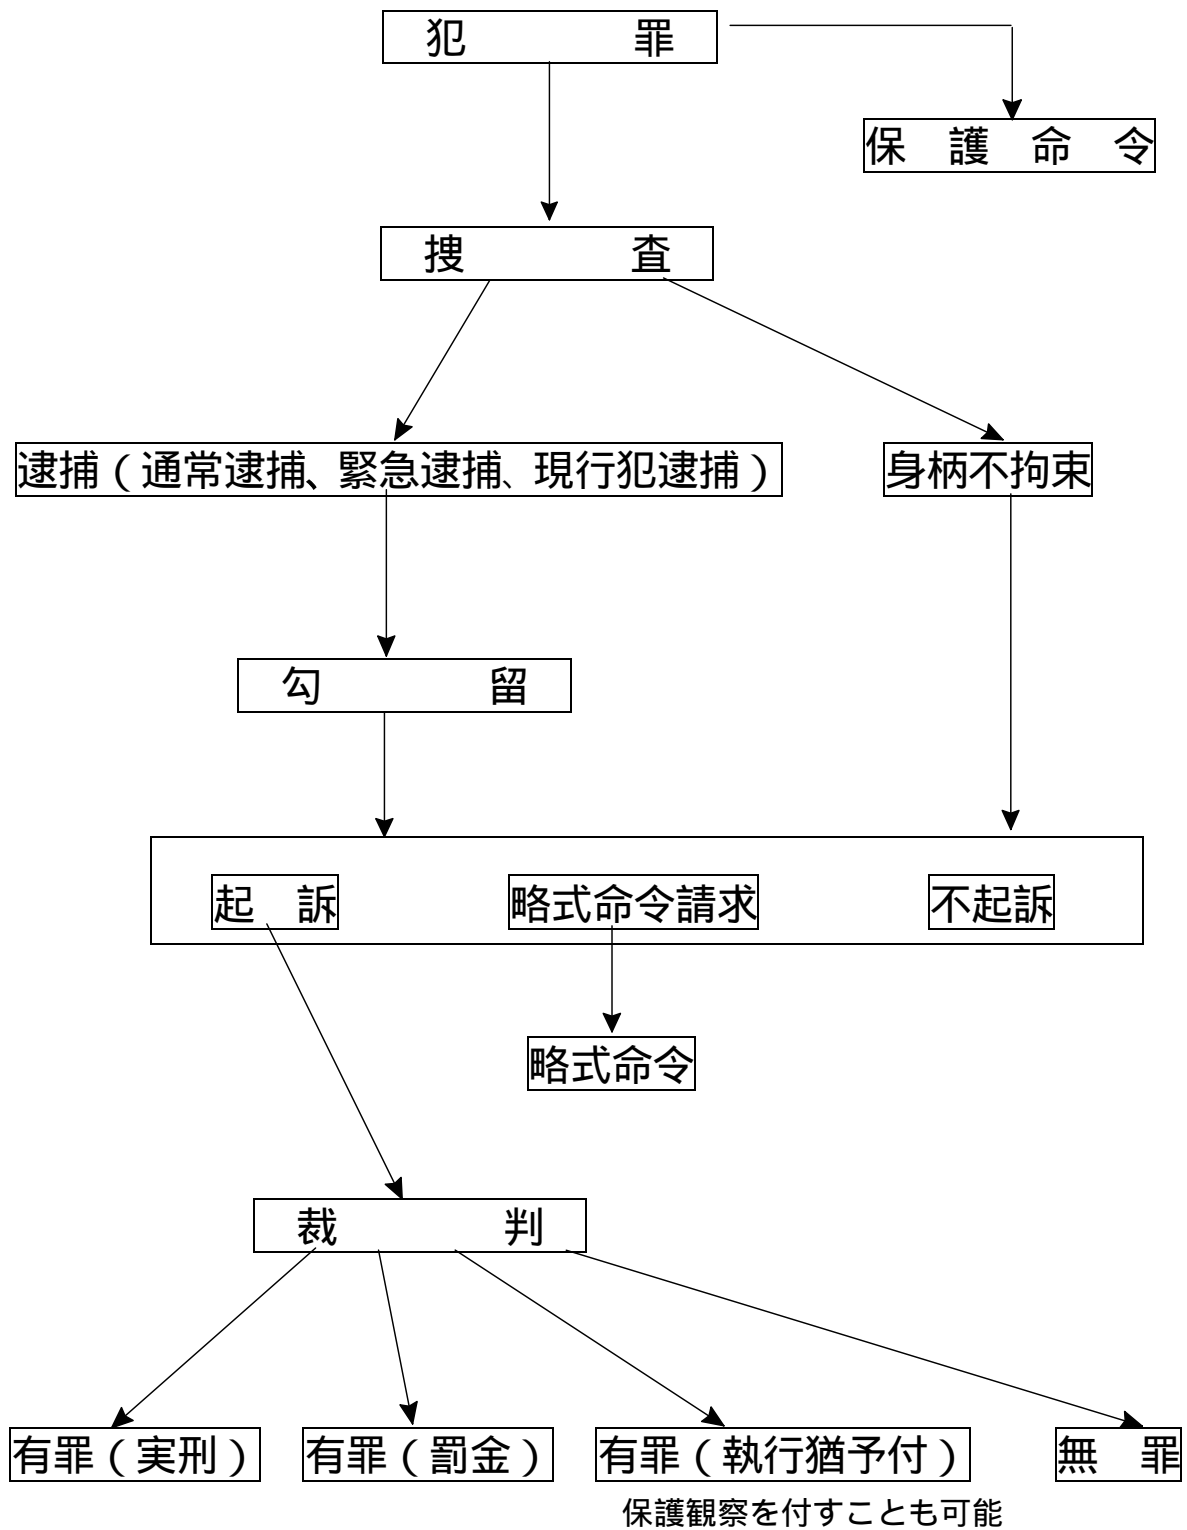 犯　　　　罪
保　護　命　令
捜　　　　査
逮捕（通常逮捕、緊急逮捕、現行犯逮捕）
身柄不拘束
勾　　　　留
起　訴
略式命令請求
不起訴
略式命令
裁　　　　判
有罪（実刑）
有罪（罰金）
有罪（執行猶予付）
無　罪
保護観察を付すことも可能